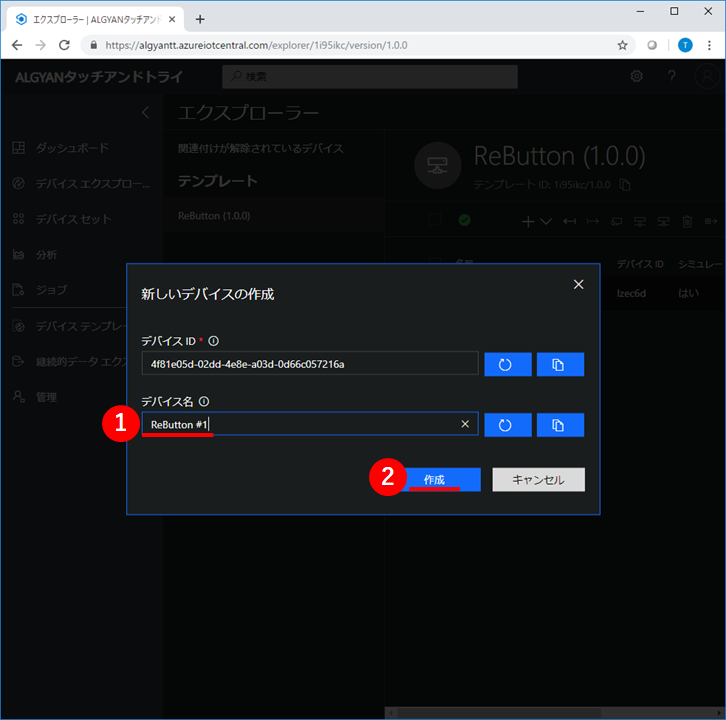 エクスプローラー | ALGYANタッチアンドト
https://algyantt.azureiotcentral.com/explorer/1i95ikc/version/1.0.0
T
ALGYANタッチアンドトライ
検索
エクスプローラー
関連付けが解除されているデバイス
テンプレート
ReButton (1.0.0)
ReButton (1.0.0)
テンプレート ID: 1i95ikc/1.0.0
ダッシュボード
デバイス エクスプロー...
デバイス セット
分析
ジョブ
デバイス テンプレー
継続的データ エクス
管理
デバイス ID
シミュレー
lzec6d
はい
新しいデバイスの作成
デバイス ID *
4f81e05d-02dd-4e8e-a03d-0d66c057216a
デバイス名
1
ReButton #1
2
作成
キャンセル